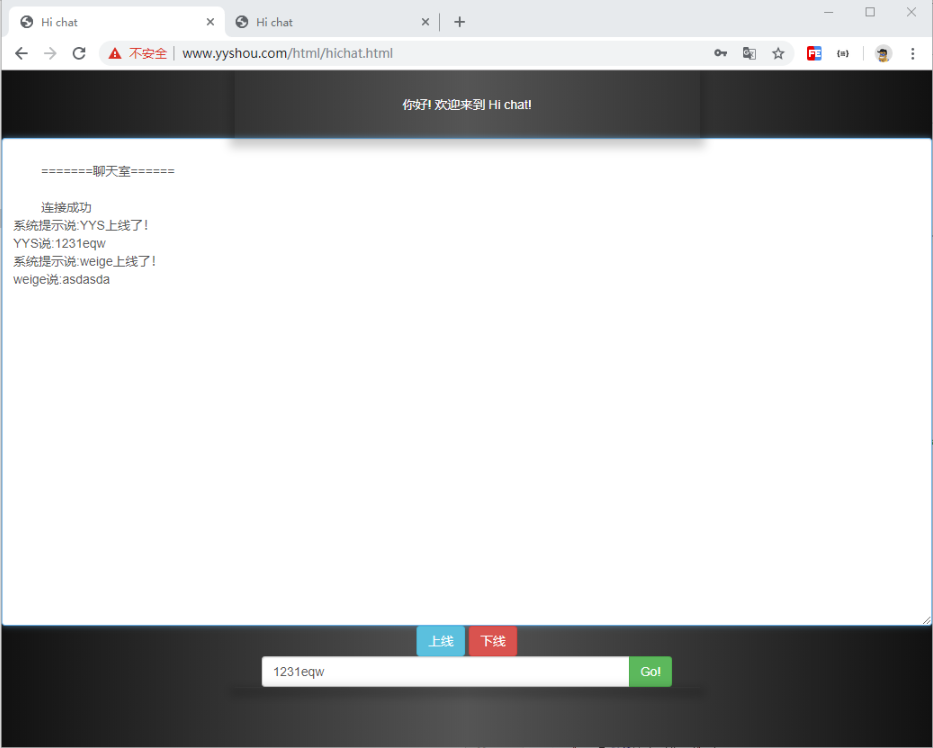 Hi chat
Hi chat
不安全 www.yyshou.com/html/hichat.html
你好! 欢迎来到 Hi chat!
=======聊天室======
连接成功
系统提示说:YYS上线了!
YYS说:1231eqw
系统提示说:weige上线了!
weige说:asdasda
上线 下线
1231eqw Go!